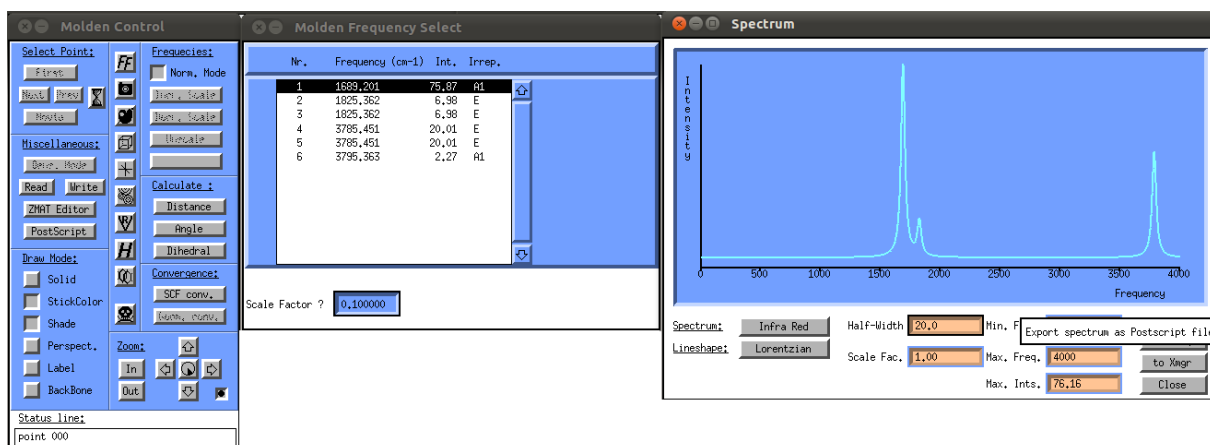 Molden Control
Select Point:
First
Next Prev
Movie
Miscellaneous:
Read Write
ZMAT Editor
PostScript
Draw Mode:
Solid
StickColor
Shade
Perspect.
Label
BackBone
FF
H
Frequecies:
Norm. Mode
Calculate :
Distance
Angle
Dihedral
Convergence:
SCF conv.
Geom. conv.
Zoom:
In
Out
Status line:
point 000
Molden Frequency Select
Nr. Frequency (cm-1) Int. Irrep.
1 1689.201 75.87 A1
2 1825.362 6.98 E
3 1825.362 6.98 E
4 3785.451 20.01 E
5 3785.451 20.01 E
6 3795.363 2.27 A1
Scale Factor ? 0.100000
Spectrum
Intensity
0 500 1000 1500 2000 2500 3000 3500 4000
Frequency
Spectrum: Infra Red Half-Width 20.0 Min. F
Export spectrum as Postscript file
Lineshape: Lorentzian Scale Fac. 1.00 Max. Freq. 4000 to Xmgr
Max. Ints. 76.16 Close